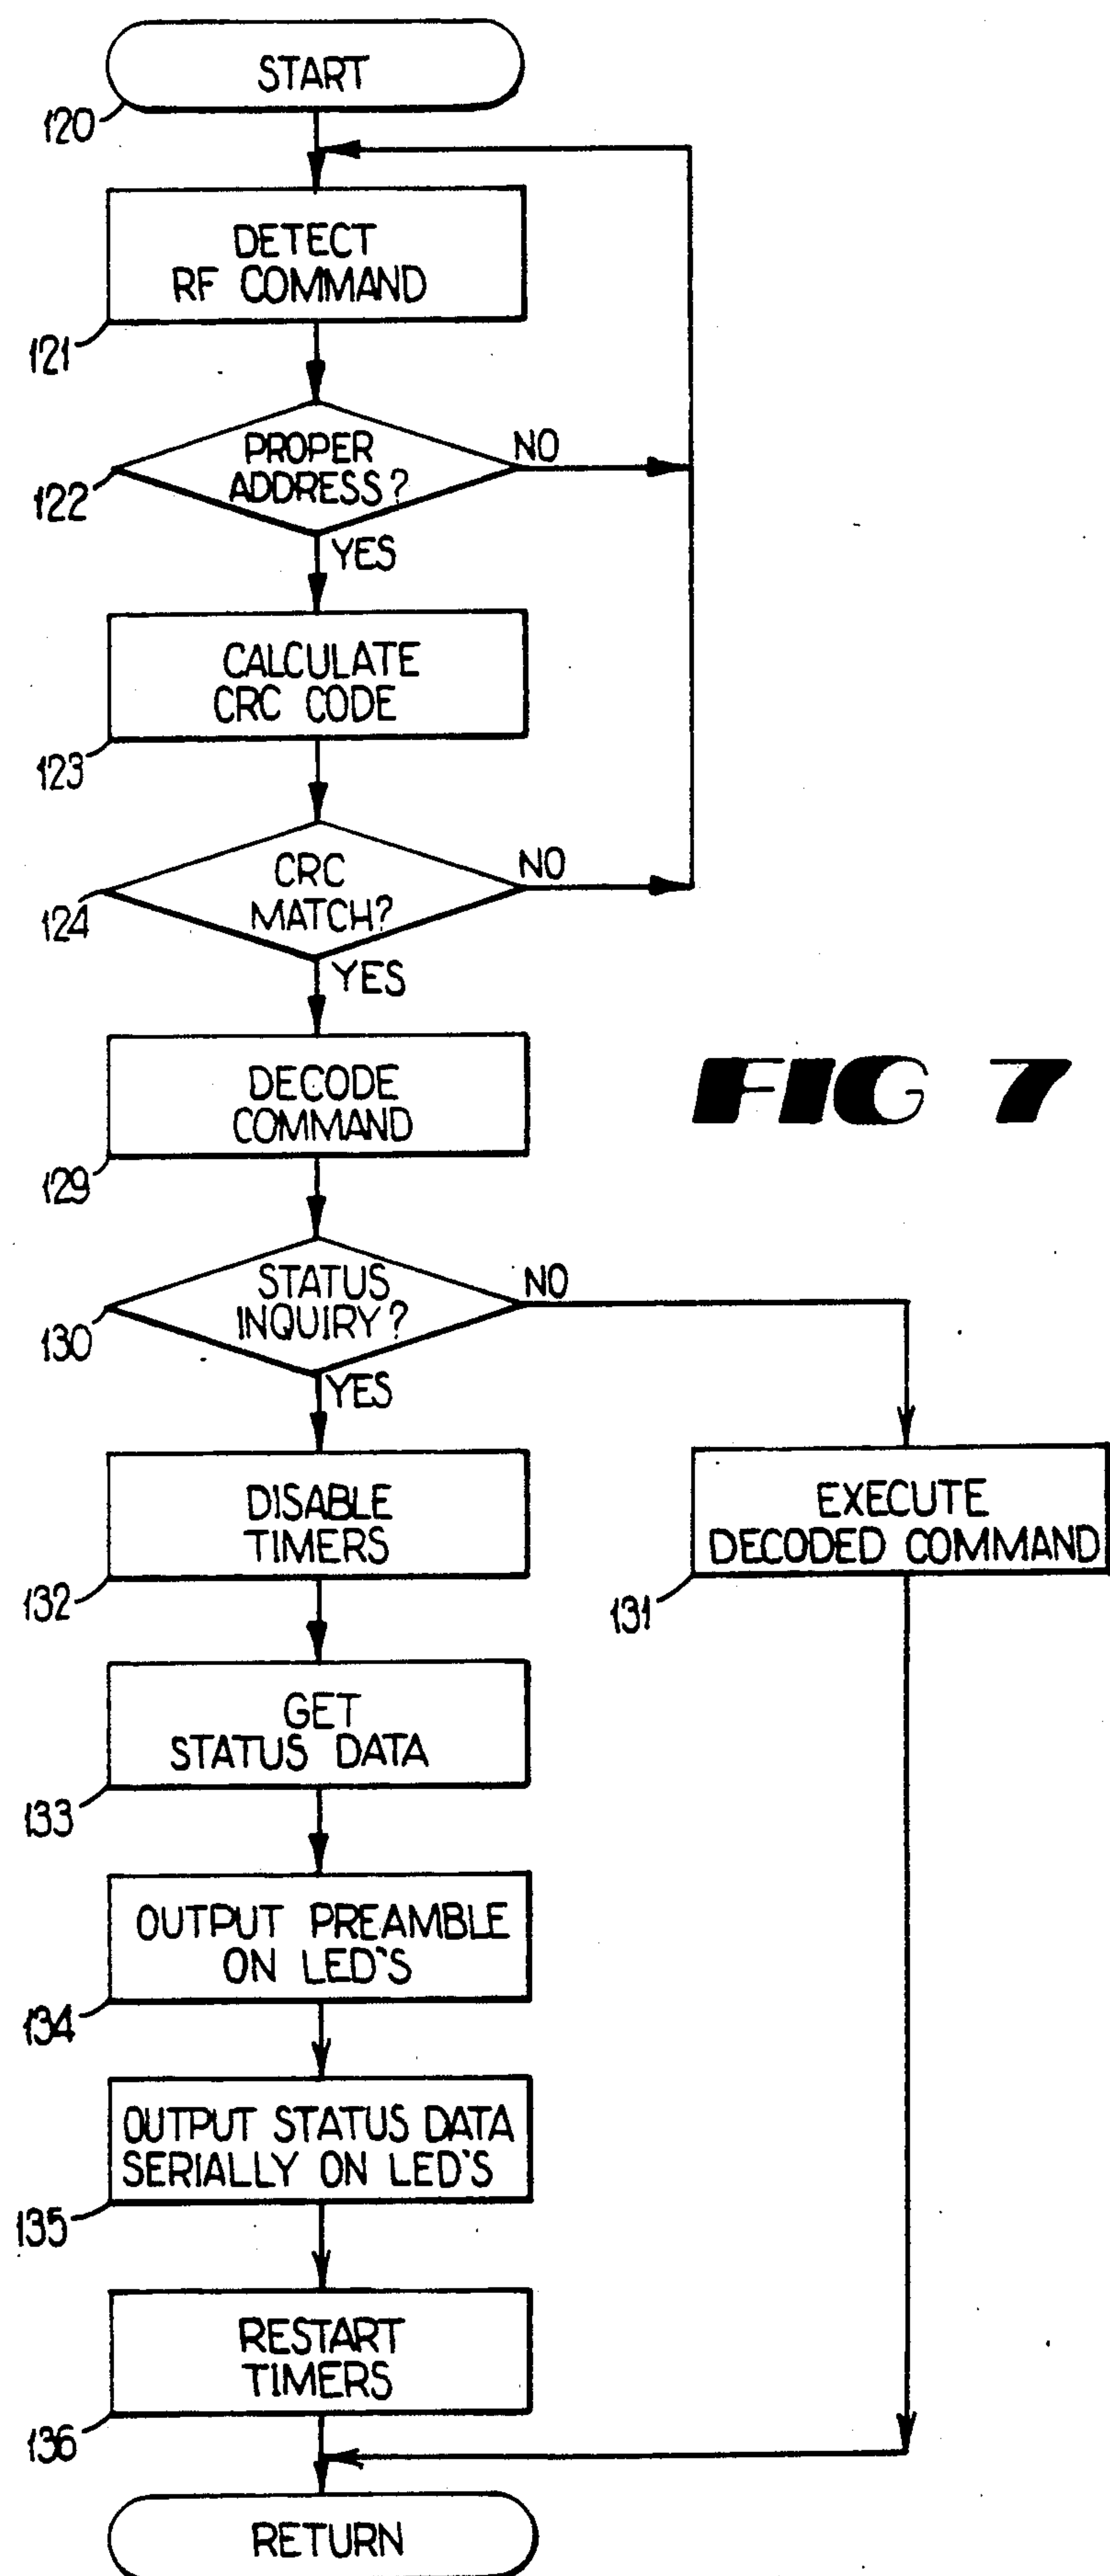 START
120
DETECT
RF COMMAND
121
PROPER
ADDRESS?
NO
122
YES
CALCULATE
CRC CODE
123
CRC
MATCH?
NO
124
YES
DECODE
COMMAND
129
FIG 7
STATUS
INQUIRY?
NO
130
YES
DISABLE
TIMERS
132
EXECUTE
DECODED COMMAND
131
GET
STATUS DATA
133
OUTPUT PREAMBLE
ON LED'S
134
OUTPUT STATUS DATA
SERIALLY ON LED'S
135
RESTART
TIMERS
136
RETURN